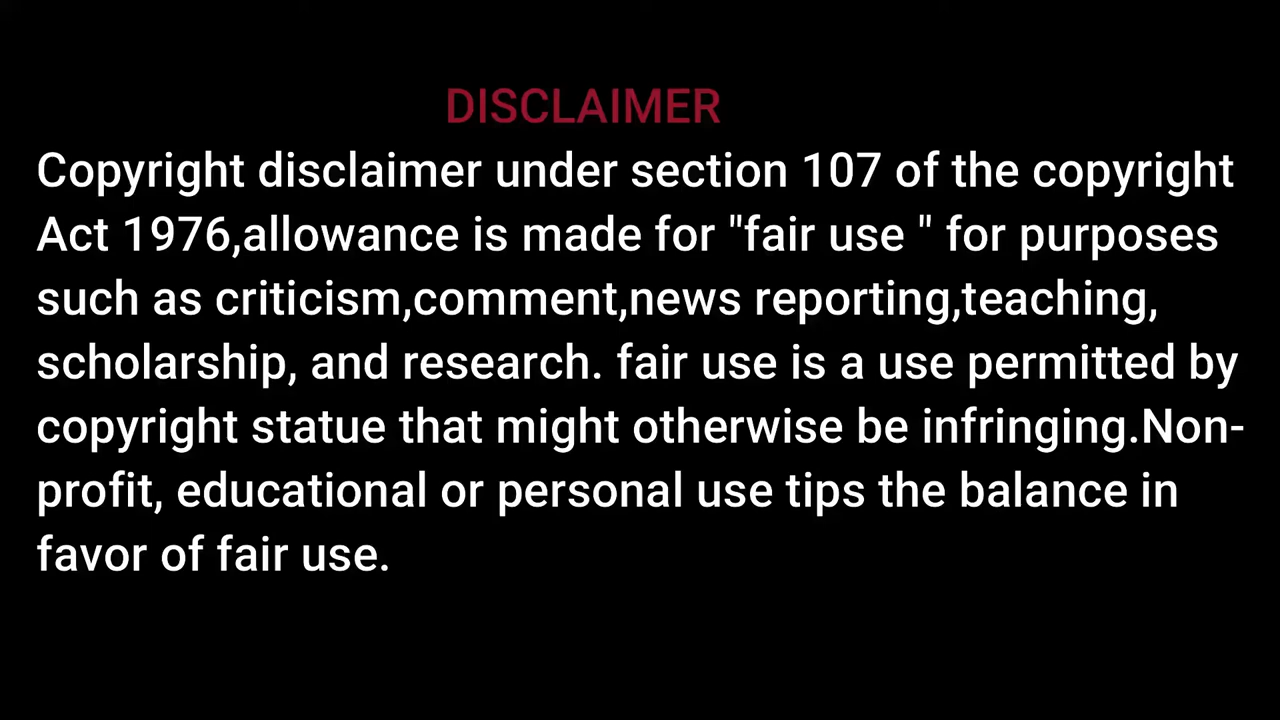 DISCLAIMER
Copyright disclaimer under section 107 of the copyright
Act 1976,allowance is made for "fair use " for purposes
such as criticism,comment,news reporting,teaching,
scholarship, and research. fair use is a use permitted by
copyright statue that might otherwise be infringing.Non-
profit, educational or personal use tips the balance in
favor of fair use.